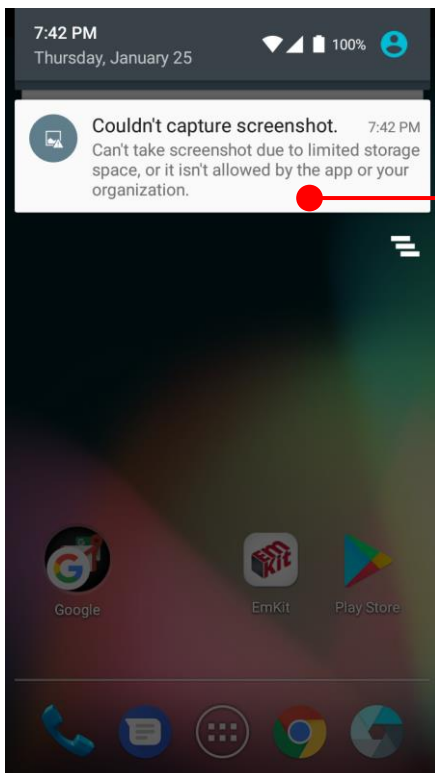 7:42 PM
100%
Thursday, January 25
Couldn't capture screenshot. 7:42 PM
Can't take screenshot due to limited storage
space, or it isn't allowed by the app or your
organization.
G
EmKit
Google EmKit Play Store